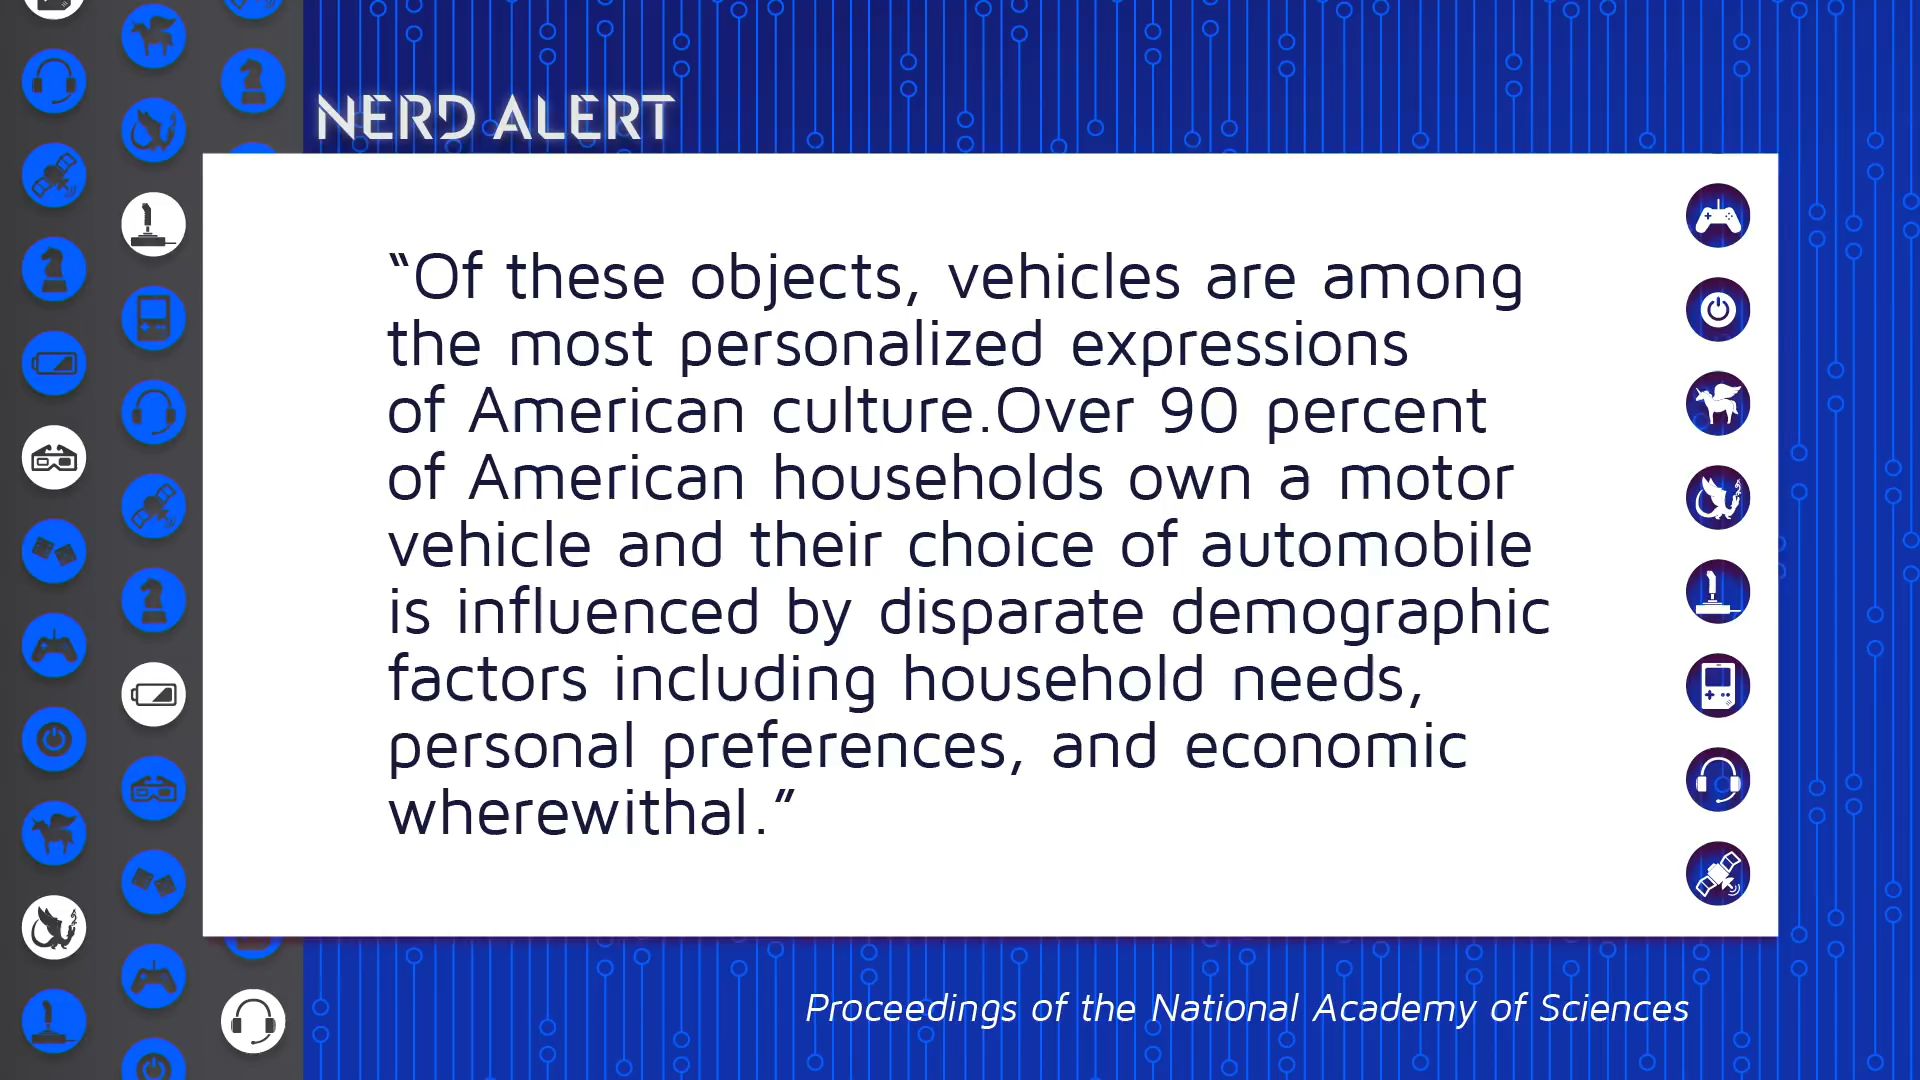 NERD ALERT
“Of these objects, vehicles are among
the most personalized expressions
of American culture.Over 90 percent
of American households own a motor
vehicle and their choice of automobile
is influenced by disparate demographic
factors including household needs,
personal preferences, and economic
wherewithal.”
Proceedings of the National Academy of Sciences